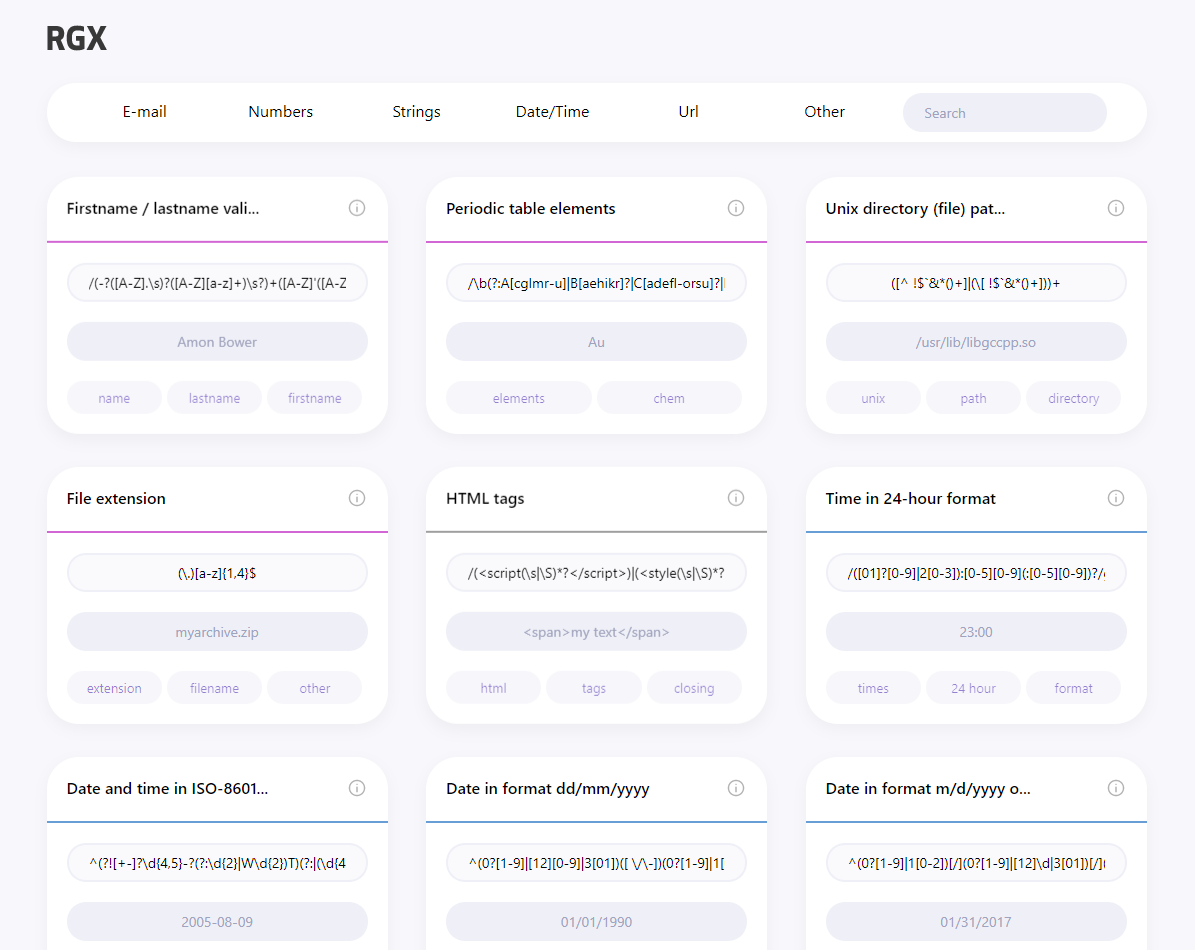 RGX
E-mail Numbers Strings Date/Time Url Other Search
Firstname / lastname vali... Periodic table elements Unix directory (file) pat...
/(-?([A-Z].\s)?([A-Z][a-z]+)\s?)+([A-Z]'([A-Z /\b(?:A[cglmr-u]|B[aehikr]?|C[adefl-orsu]?| ([^ !$`&*()+]|(\[ !$`&*()+]))+
Amon Bower Au /usr/lib/libgccpp.so
name lastname firstname elements chem unix path directory
File extension HTML tags Time in 24-hour format
(\.)[a-z]{1,4}$ /(<script(\s|\S)*?</script>)|(<style(\s|\S)*? /([01]?[0-9]|2[0-3]):[0-5][0-9](:[0-5][0-9])?/
myarchive.zip <span>my text</span> 23:00
extension filename other html tags closing times 24 hour format
Date and time in ISO-8601... Date in format dd/mm/yyyy Date in format m/d/yyyy o...
^(?![+-]?\d{4,5}-?(?:\d{2}|W\d{2})T)(?:|(\d{4 ^(0?[1-9]|[12][0-9]|3[01])([ \/\-])(0?[1-9]|1[ ^(0?[1-9]|1[0-2])[/](0?[1-9]|[12]\d|3[01])[/]
2005-08-09 01/01/1990 01/31/2017